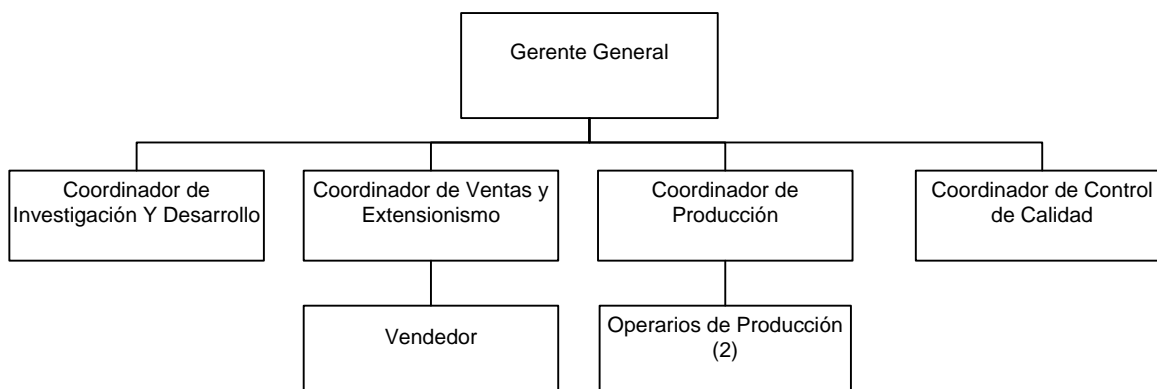 Gerente General
Coordinador de
Investigación Y Desarrollo
Coordinador de Ventas y
Extensionismo
Coordinador de
Producción
Coordinador de Control
de Calidad
Vendedor
Operarios de Producción
(2)